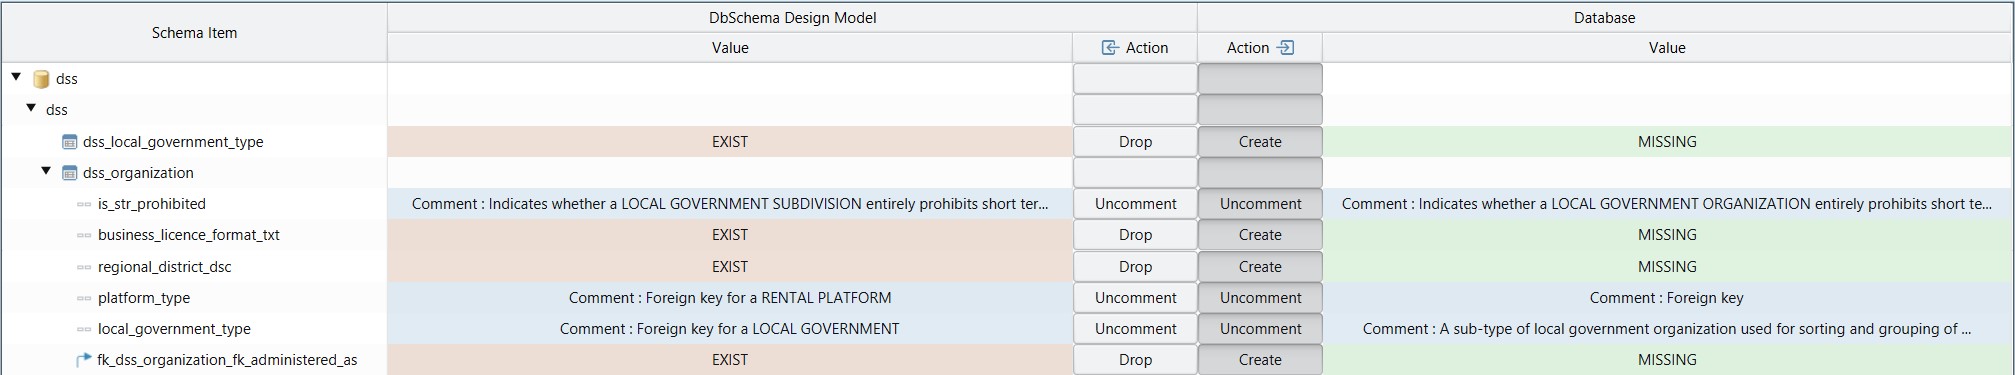 Schema Item DbSchema Design Model Database
Value Action Action Value
dss
dss
dss_local_government_type EXIST Drop Create MISSING
dss_organization
is_str_prohibited Comment : Indicates whether a LOCAL GOVERNMENT SUBDIVISION entirely prohibits short ter... Uncomment Uncomment Comment : Indicates whether a LOCAL GOVERNMENT ORGANIZATION entirely prohibits short te...
business_licence_format_txt EXIST Drop Create MISSING
regional_district_dsc EXIST Drop Create MISSING
platform_type Comment : Foreign key for a RENTAL PLATFORM Uncomment Uncomment Comment : Foreign key
local_government_type Comment : Foreign key for a LOCAL GOVERNMENT Uncomment Uncomment Comment : A sub-type of local government organization used for sorting and grouping of ...
fk_dss_organization_fk_administered_as EXIST Drop Create MISSING